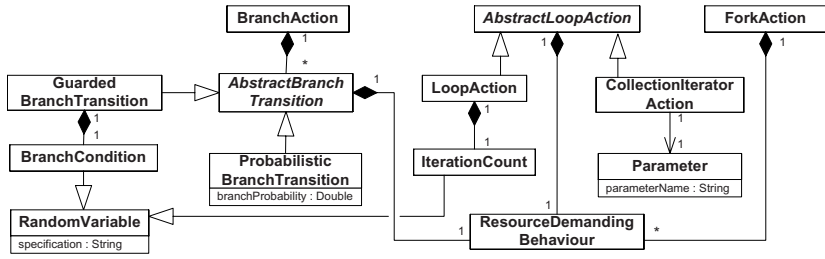 BranchAction
AbstractLoopAction
ForkAction
1
1
1
1
*
Guarded
BranchTransition
AbstractBranch
Transition
1
LoopAction
CollectionIterator
Action
1
1
1
1
1
1
BranchCondition
Probabilistic
BranchTransition
branchProbability : Double
IterationCount
Parameter
parameterName : String
RandomVariable
specification : String
1
1
ResourceDemanding
Behaviour
*